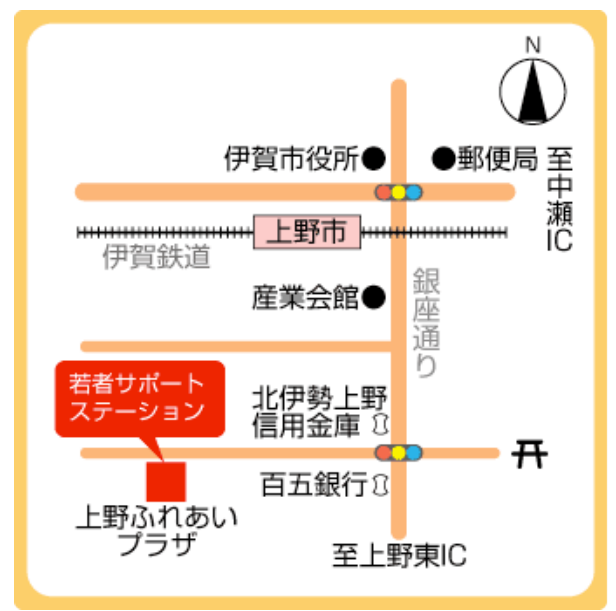 N
伊賀市役所
郵便局
至中瀬IC
上野市
伊賀鉄道
産業会館
銀座通り
若者サポート
ステーション
北伊勢上野
信用金庫
百五銀行
上野ふれあい
プラザ
至上野東IC